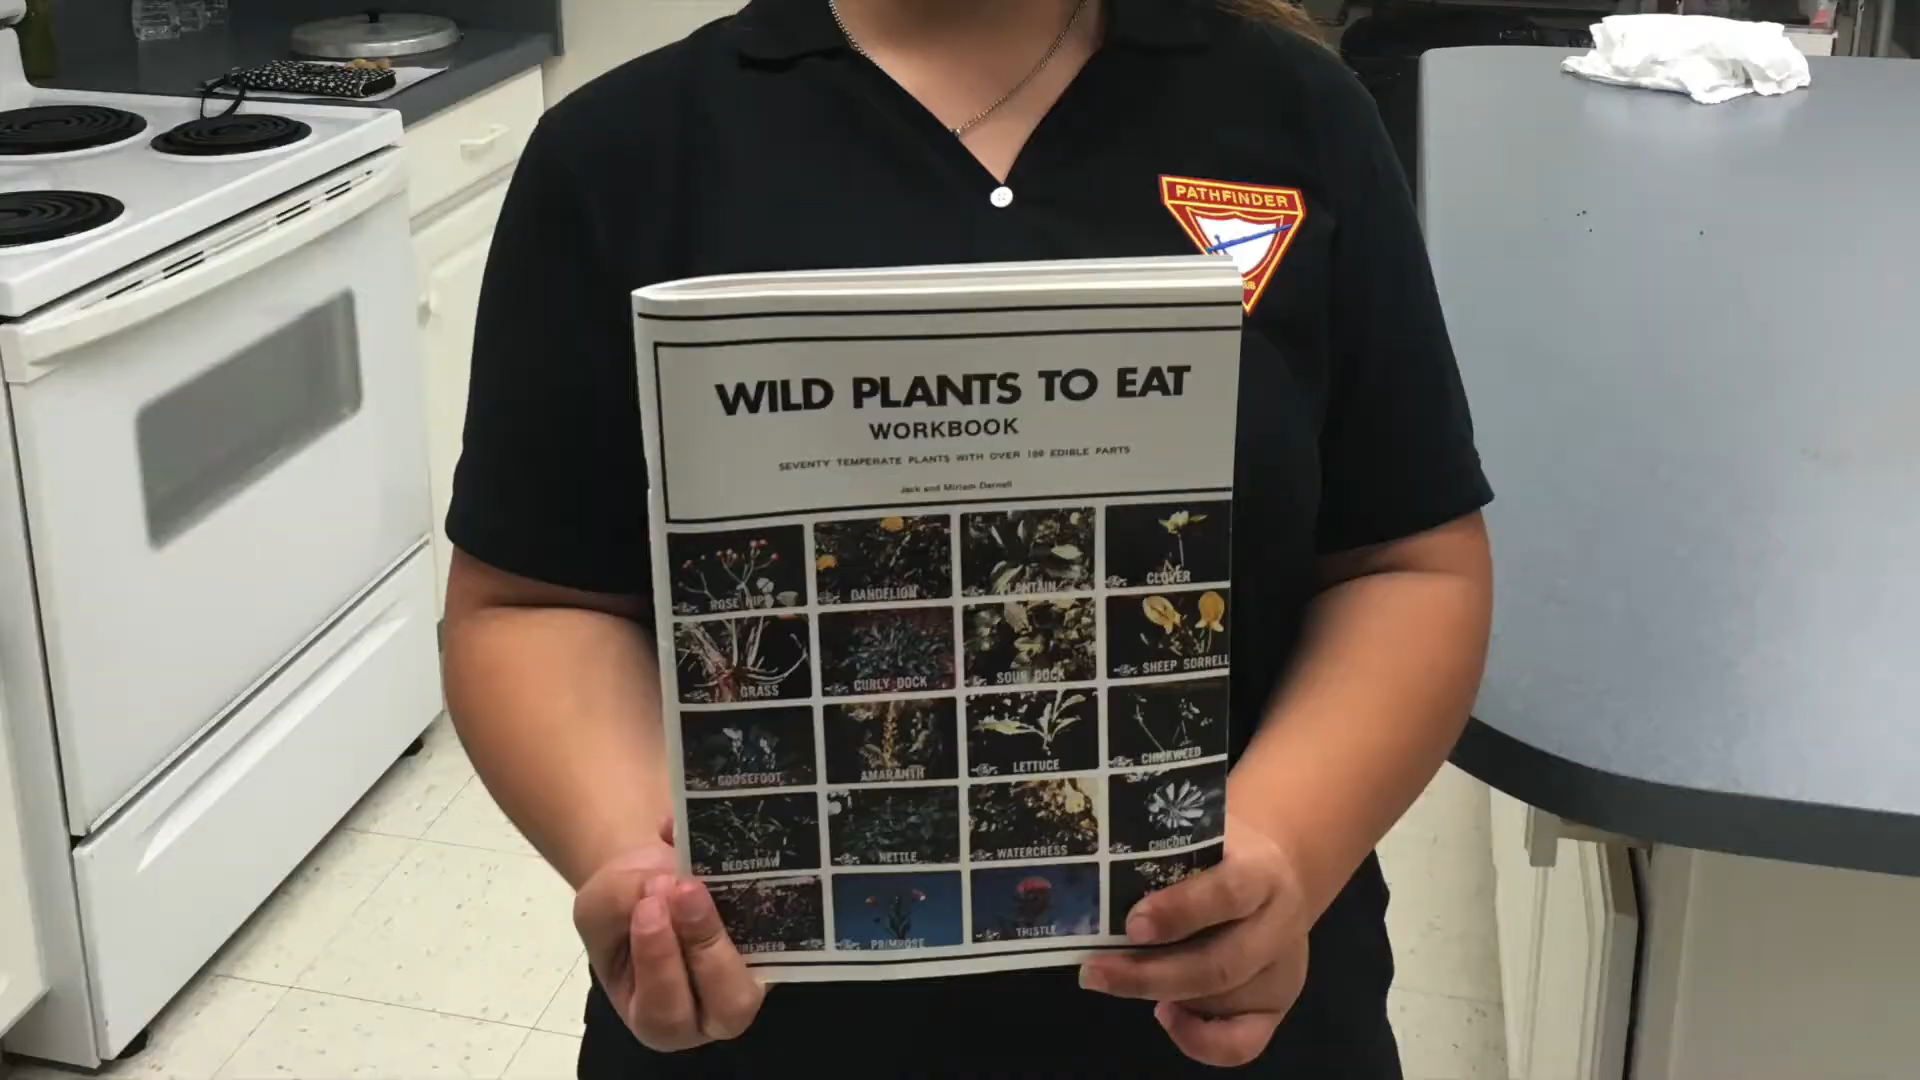 PATHFINDER
UB
WILD PLANTS TO EAT
WORKBOOK
SEVENTY TEMPERATE PLANTS WITH OVER 100 EDIBLE PARTS
Jack and Miriam Darnell
ROSE HIPS
DANDELION
PLANTAIN
CLOVER
GRASS
CURLY DOCK
SOUR DOCK
SHEEP SORRELL
GOOSEFOOT
AMARANTH
LETTUCE
CHICKWEED
BEDSTRAW
NETTLE
WATERCRESS
CHICORY
IREWEED
PRIMROSE
THISTLE